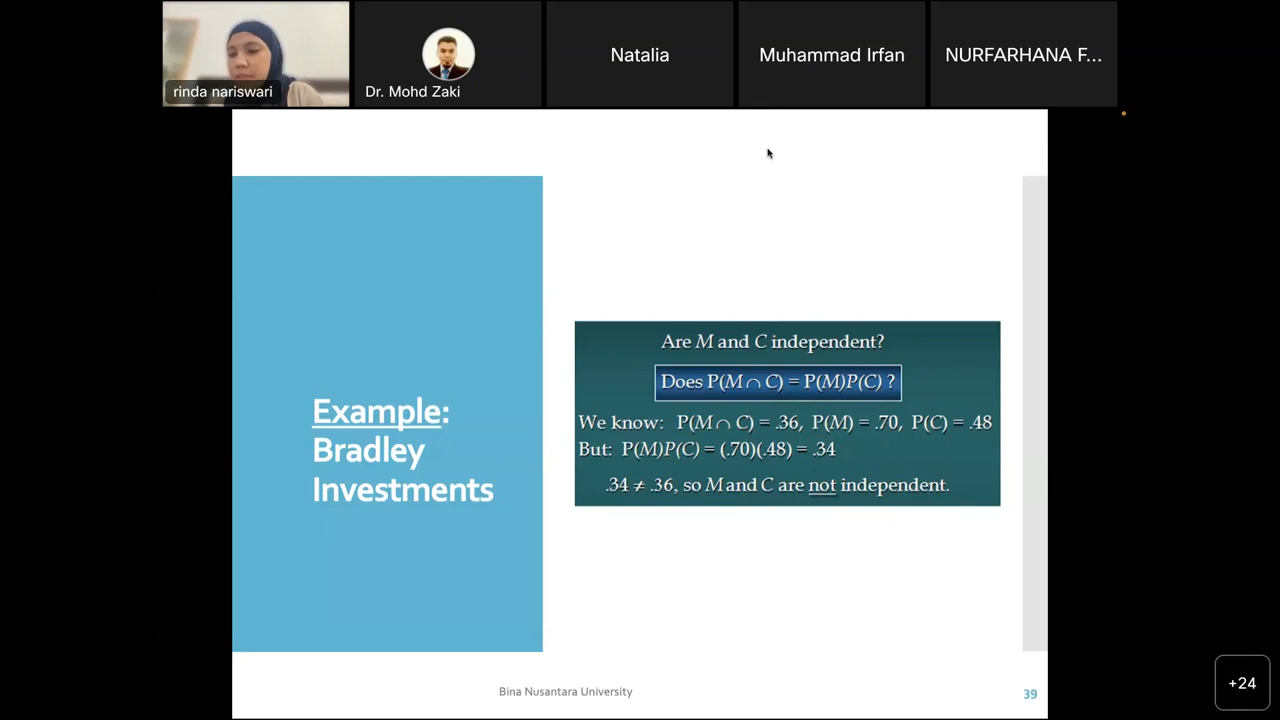 rinda nariswari
Dr. Mohd Zaki
Natalia
Muhammad Irfan
NURFARHANA F...
Example:
Bradley
Investments
Are M and C independent?
Does P(M ∩ C) = P(M)P(C) ?
We know: P(M ∩ C) = .36, P(M) = .70, P(C) = .48
But: P(M)P(C) = (.70)(.48) = .34
.34 ≠ .36, so M and C are not independent.
Bina Nusantara University
39
+24